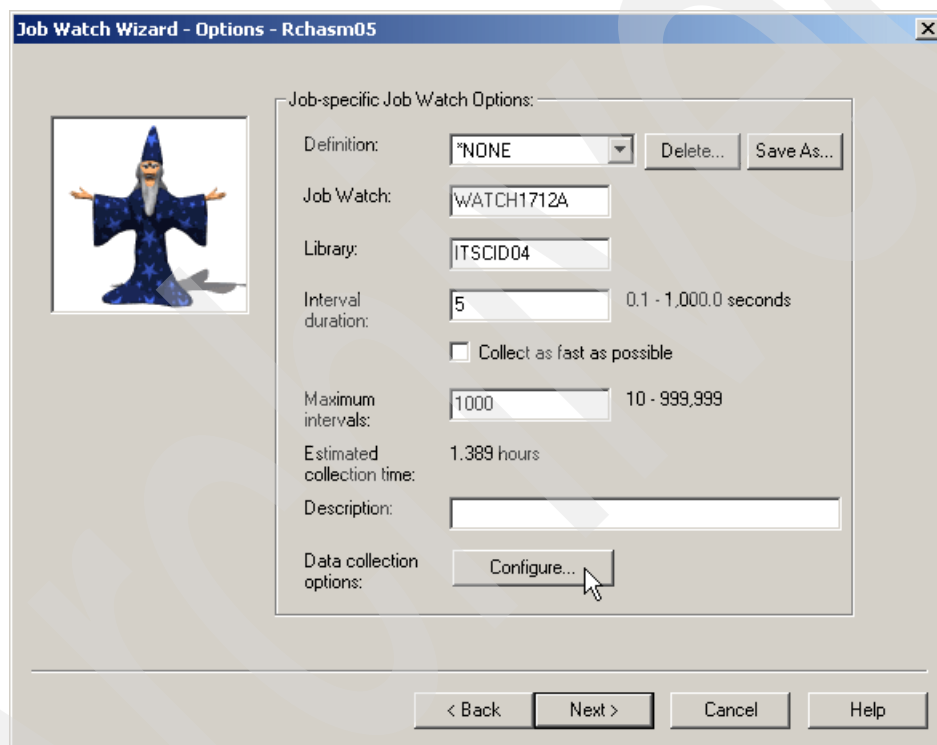 Job Watch Wizard - Options - Rchasm05
Job-specific Job Watch Options:
Definition: *NONE Delete... Save As...
Job Watch: WATCH1712A
Library: ITSCID04
Interval
duration: 5 0.1 - 1,000.0 seconds
Collect as fast as possible
Maximum
intervals: 1000 10 - 999,999
Estimated
collection time: 1.389 hours
Description:
Data collection
options: Configure...
< Back Next > Cancel Help